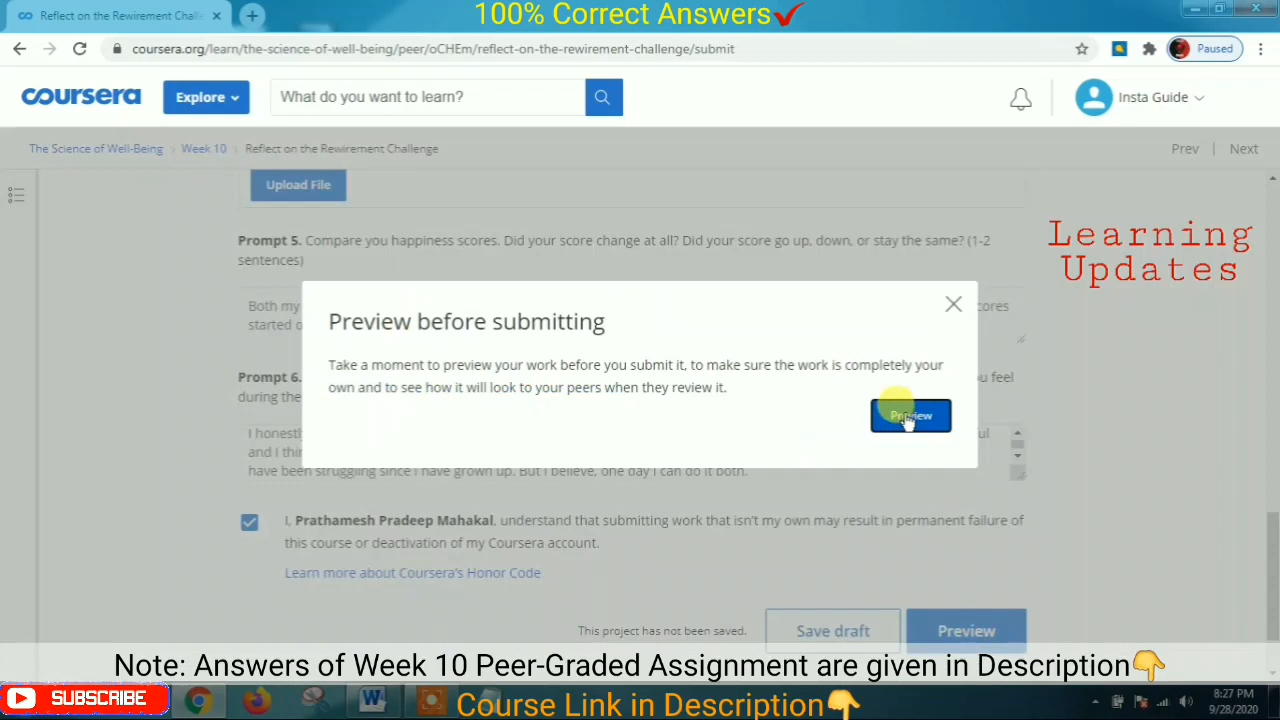 100% Correct Answers
Reflect on the Rewirement Challe
coursera.org/learn/the-science-of-well-being/peer/oCHEm/reflect-on-the-rewirement-challenge/submit
Paused
coursera
Explore
What do you want to learn?
Insta Guide
The Science of Well-Being
Week 10
Reflect on the Rewirement Challenge
Prev | Next
Upload File
Learning
Updates
Prompt 5. Compare you happiness scores. Did your score change at all? Did your score go up, down, or stay the same? (1-2
sentences)
Both my
cores
started o
Preview before submitting
Take a moment to preview your work before you submit it, to make sure the work is completely your
own and to see how it will look to your peers when they review it.
Preview
Prompt 6.
u feel
during the
I honestl
ful
and I thin
have been struggling since I have grown up. But I believe, one day I can do it both.
I, Prathamesh Pradeep Mahakal, understand that submitting work that isn't my own may result in permanent failure of
this course or deactivation of my Coursera account.
Learn more about Coursera's Honor Code
This project has not been saved.
Save draft
Preview
Note: Answers of Week 10 Peer-Graded Assignment are given in Description
SUBSCRIBE
Course Link in Description
8:27 PM
9/28/2020